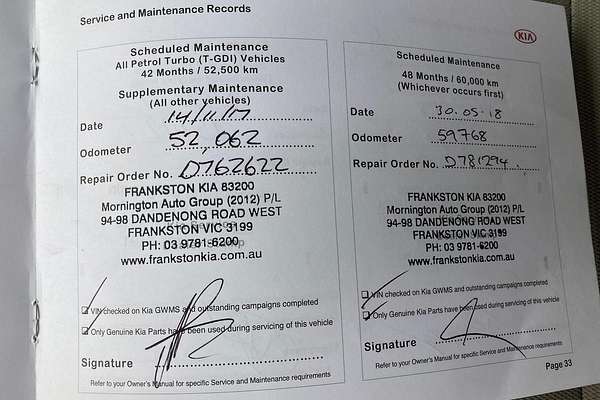 Service and Maintenance Records
KIA
Scheduled Maintenance
All Petrol Turbo (T-GDI) Vehicles
42 Months / 52,500 km
Supplementary Maintenance
(All other vehicles)
Date 14/11/17
Odometer 52,062
Repair Order No. D762622
FRANKSTON KIA 83200
Mornington Auto Group (2012) P/L
94-98 DANDENONG ROAD WEST
FRANKSTON VIC 3199
PH: 03 9781-6200
www.frankstonkia.com.au
VIN checked on Kia GWMS and outstanding campaigns completed
Only Genuine Kia Parts have been used during servicing of this vehicle
Signature
Refer to your Owner's Manual for specific Service and Maintenance requirements
Scheduled Maintenance
48 Months / 60,000 km
(Whichever occurs first)
Date 30.05.18
Odometer 59768
Repair Order No. D781294
FRANKSTON KIA 83200
Mornington Auto Group (2012) P/L
94-98 DANDENONG ROAD WEST
FRANKSTON VIC 3199
PH: 03 9781-6200
www.frankstonkia.com.au
VIN checked on Kia GWMS and outstanding campaigns completed
Only Genuine Kia Parts have been used during servicing of this vehicle
Signature
Refer to your Owner's Manual for specific Service and Maintenance requirements
Page 33